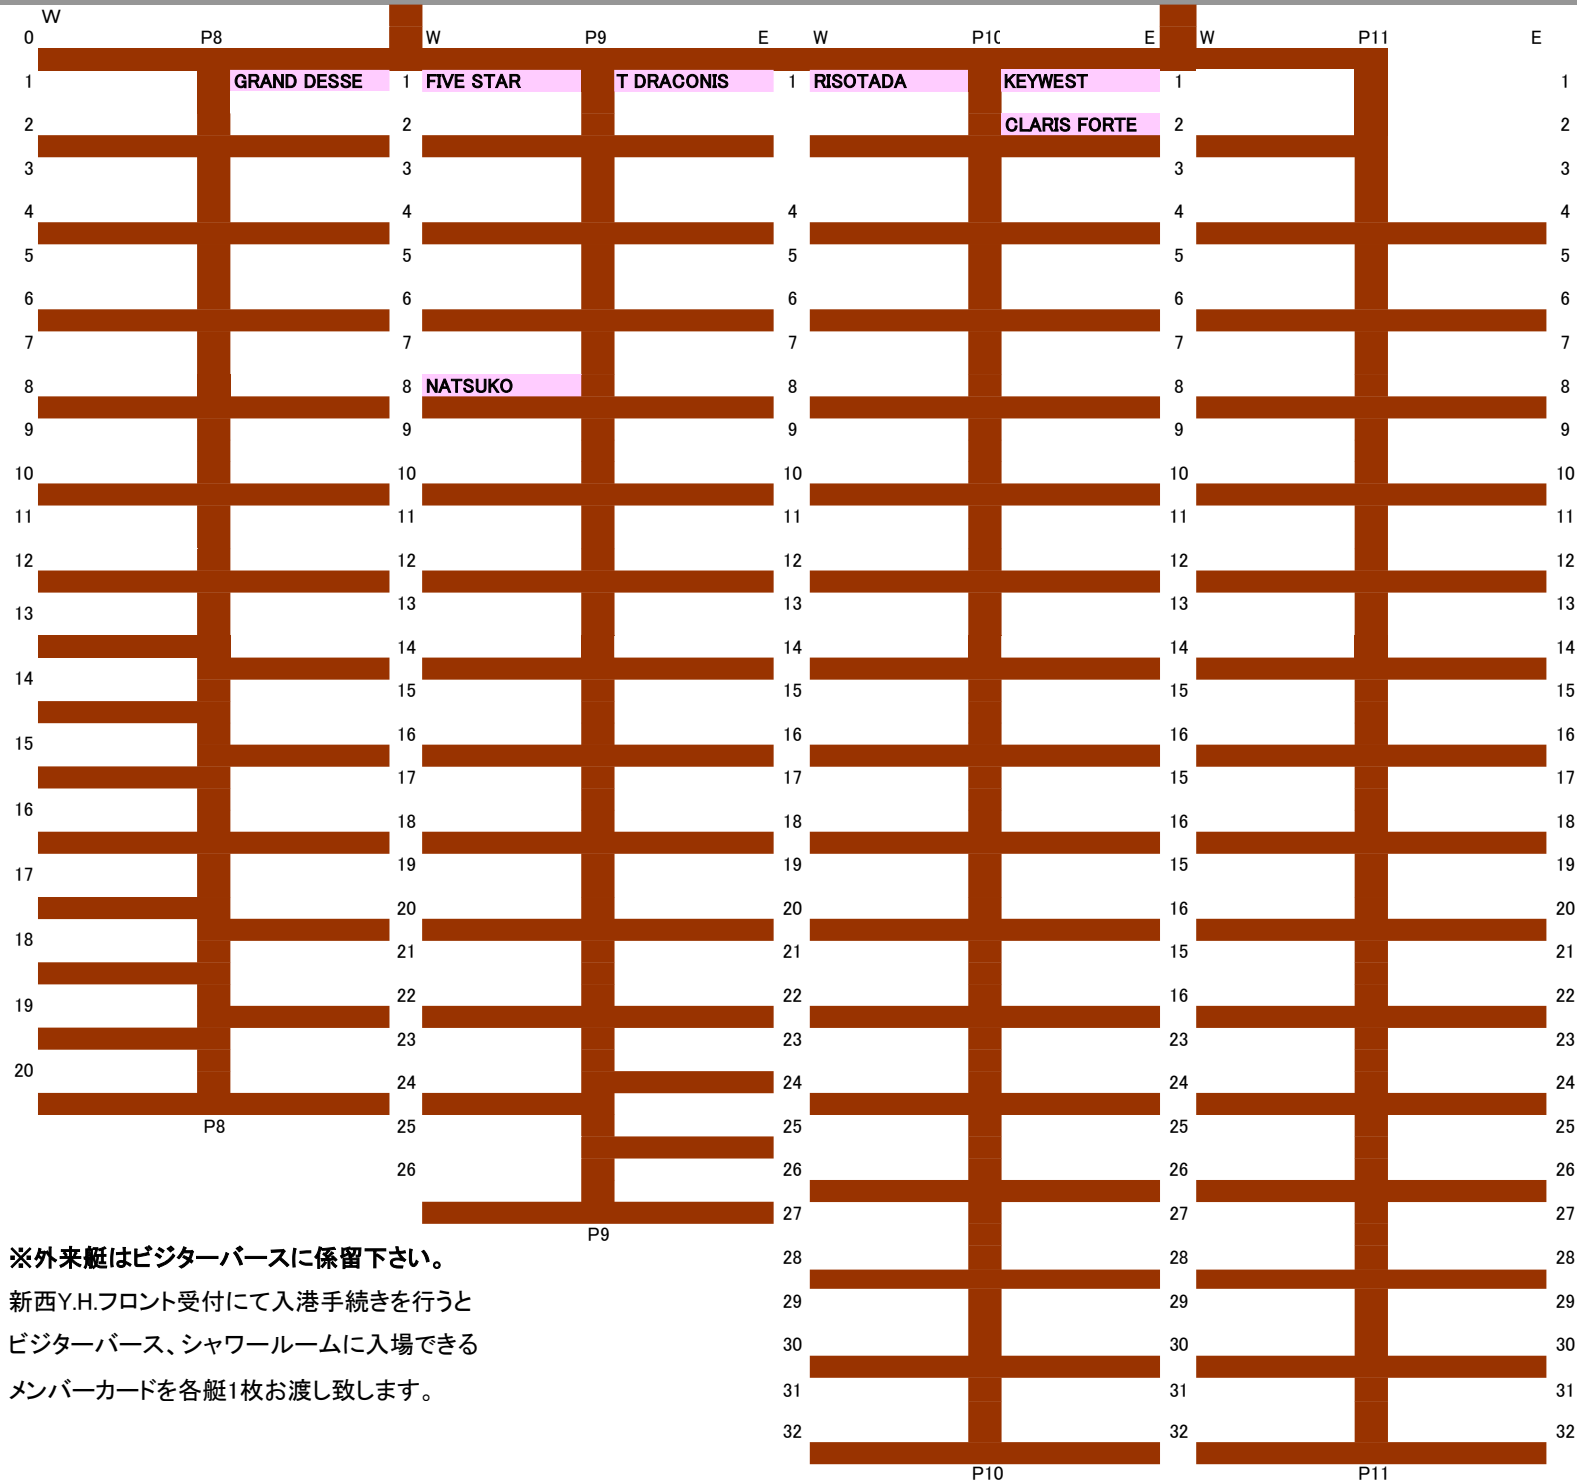 W
0 P8 W P9 E W P10 E W P11 E
1 GRAND DESSE 1 FIVE STAR T DRACONIS 1 RISOTADA KEYWEST 1 1
2 2 CLARIS FORTE 2 2
3 3 3 3
4 4 4 4 4
5 5 5 5 5
6 6 6 6 6
7 7 7 7 7
8 8 NATSUKO 8 8 8
9 9 9 9 9
10 10 10 10 10
11 11 11 11 11
12 12 12 12 12
13 13 13 13 13
14 14 14 14
14
15 15 15 15
15 16 16 16 16
17 17 15 17
16
18 18 16 18
17 19 19 15 19
20 20 16 20
18
21 21 15 21
19 22 22 16 22
23 23 23 23
20
24 24 24 24
P8 25 25 25 25
26 26 26 26
27 27 27
P9
※外来艇はビジターバースに係留下さい。 28 28 28
新西Y.H.フロント受付にて入港手続きを行うと 29 29 29
ビジターバース、シャワールームに入場できる 30 30 30
メンバーカードを各艇1枚お渡し致します。 31 31 31
32 32 32
P10 P11